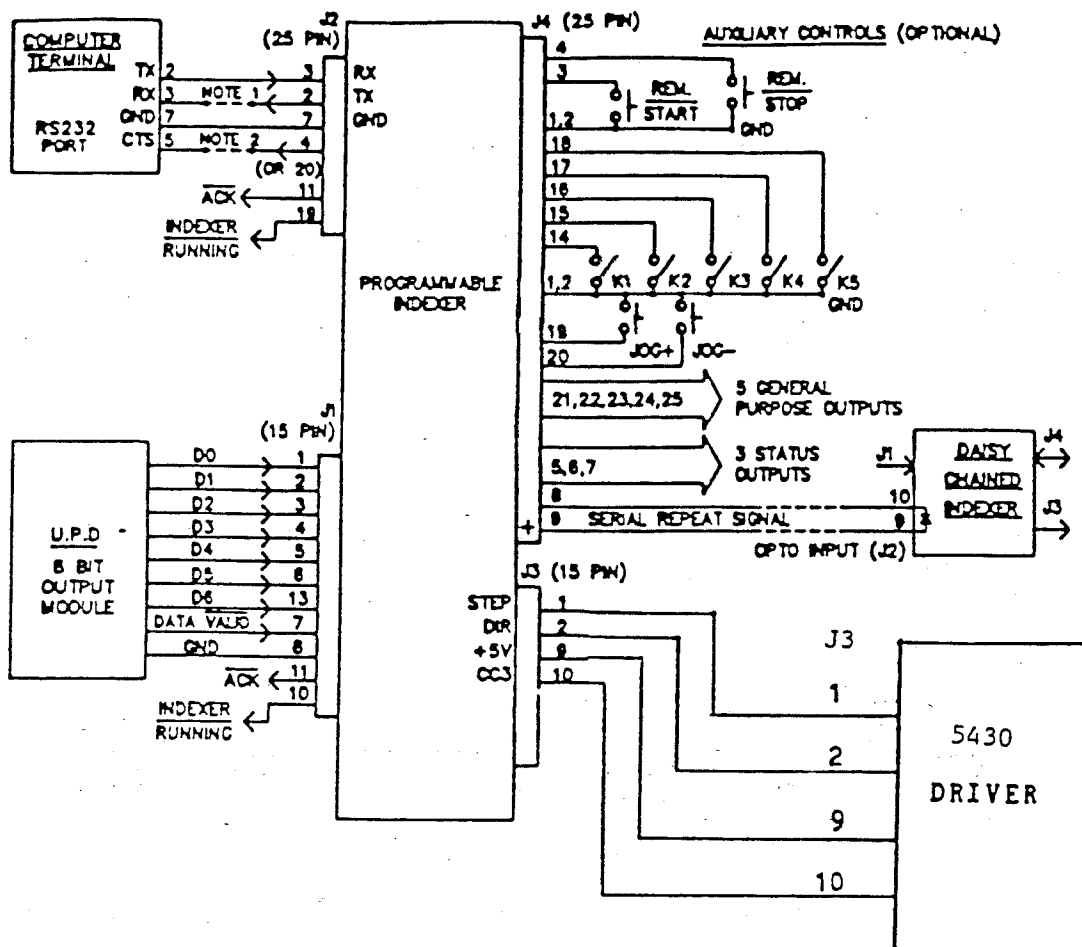 COMPUTER
TERMINAL
TX 2
RX 3
GND 7
CTS 5
RS232
PORT
NOTE 1
NOTE 2
J2
(25 PIN)
3 RX
2 TX
7 GND
4
(OR 20)
ACK 11
19
INDEXER
RUNNING
PROGRAMMABLE
INDEXER
J4 (25 PIN)
AUXILIARY CONTROLS (OPTIONAL)
4
3
REM.
START
REM.
STOP
1,2
GND
18
17
16
15
14
1,2
K1 K2 K3 K4 K5
GND
19
20
JOG+ JOG-
21,22,23,24,25
5 GENERAL
PURPOSE OUTPUTS
5,6,7
3 STATUS
OUTPUTS
8
9 SERIAL REPEAT SIGNAL
+
10
9
OPTO INPUT (J2)
J1
DAISY
CHAINED
INDEXER
J4
J3
J1
(15 PIN)
U.P.D
8 BIT
OUTPUT
MODULE
D0 1
D1 2
D2 3
D3 4
D4 5
D5 6
D6 13
DATA VALID 7
GND 8
ACK 11
10
INDEXER
RUNNING
J3 (15 PIN)
STEP 1
DIR 2
+5V 9
CC3 10
J3
1
2
9
10
5430
DRIVER